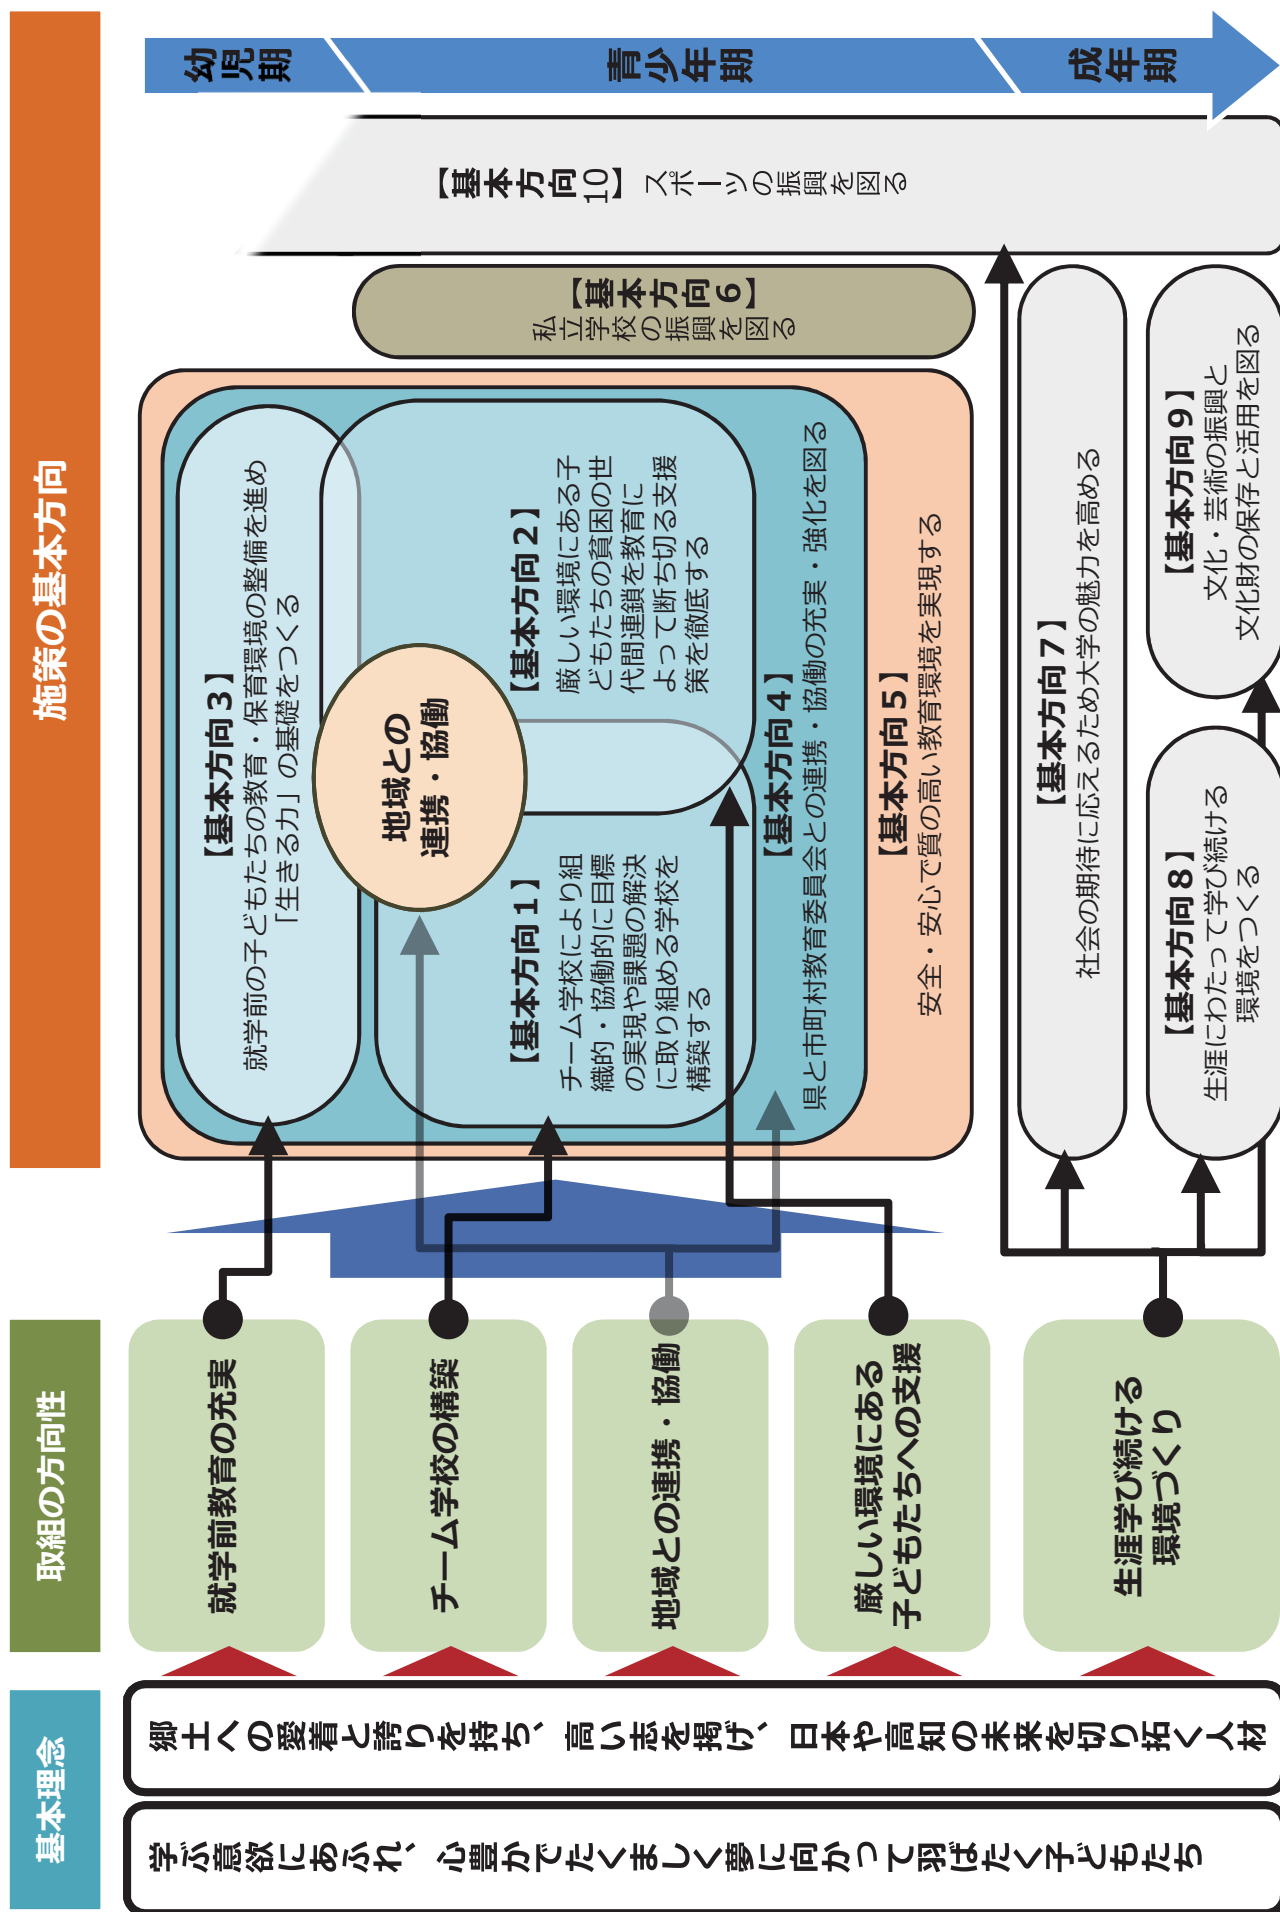 基本理念
取組の方向性
施策の基本方向
学ぶ意欲にあふれ、心豊かでたくましく夢に向かって羽ばたく子どもたち
郷土への愛着と誇りを持ち、高い志を掲げ、日本や高知の未来を切り拓く人材
就学前教育の充実
チーム学校の構築
地域との連携・協働
厳しい環境にある
子どもたちへの支援
生涯学び続ける
環境づくり
幼児期
青少年期
成年期
【基本方向10】スポーツの振興を図る
【基本方向６】
私立学校の振興を図る
【基本方向３】
就学前の子どもたちの教育・保育環境の整備を進め
「生きる力」の基礎をつくる
地域との
連携・協働
【基本方向１】
チーム学校により組
織的・協働的に目標
の実現や課題の解決
に取り組める学校を
構築する
【基本方向２】
厳しい環境にある子
どもたちの貧困の世
代間連鎖を教育に
よって断ち切る支援
策を徹底する
【基本方向４】
県と市町村教育委員会との連携・協働の充実・強化を図る
【基本方向５】
安全・安心で質の高い教育環境を実現する
【基本方向７】
社会の期待に応えるため大学の魅力を高める
【基本方向８】
生涯にわたって学び続ける
環境をつくる
【基本方向９】
文化・芸術の振興と
文化財の保存と活用を図る